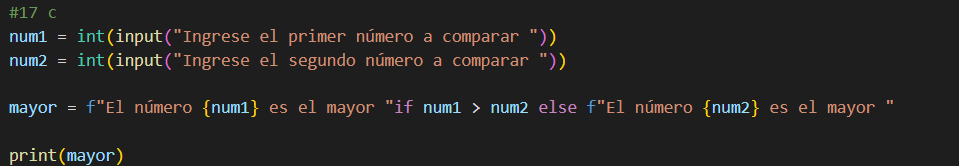 #17 c
num1 = int(input("Ingrese el primer número a comparar "))
num2 = int(input("Ingrese el segundo número a comparar "))
mayor = f"El número {num1} es el mayor "if num1 > num2 else f"El número {num2} es el mayor "
print(mayor)